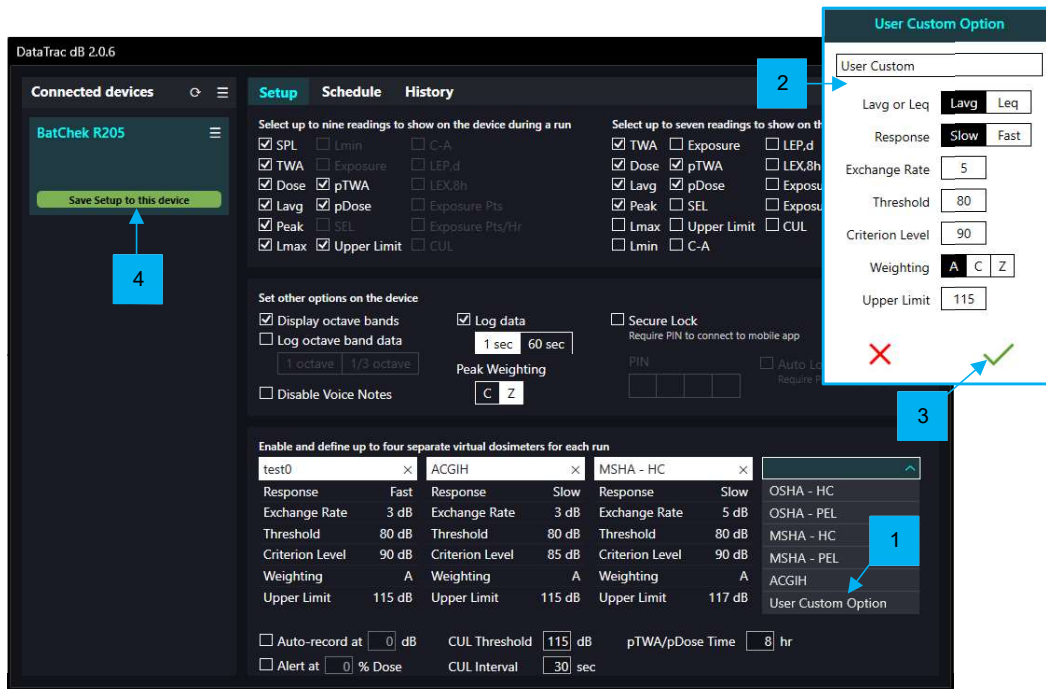 DataTrac dB 2.0.6
Connected devices
BatChek R205
Save Setup to this device
4
Setup Schedule History
Select up to nine readings to show on the device during a run
SPL Lmin C-A
TWA Exposure LEP,d
Dose pTWA LEX,8h
Lavg pDose Exposure Pts
Peak SEL Exposure Pts/Hr
Lmax Upper Limit CUL
Select up to seven readings to show on th
TWA Exposure LEP,d
Dose pTWA LEX,8h
Lavg pDose Exposu
Peak SEL Exposu
Lmax Upper Limit CUL
Lmin C-A
Set other options on the device
Display octave bands
Log octave band data
1 octave 1/3 octave
Disable Voice Notes
Log data
1 sec 60 sec
Peak Weighting
C Z
Secure Lock
Require PIN to connect to mobile app
PIN
Auto Lo
Require P
Enable and define up to four separate virtual dosimeters for each run
test0 ×
Response Fast
Exchange Rate 3 dB
Threshold 80 dB
Criterion Level 90 dB
Weighting A
Upper Limit 115 dB
ACGIH ×
Response Slow
Exchange Rate 3 dB
Threshold 80 dB
Criterion Level 85 dB
Weighting A
Upper Limit 115 dB
MSHA - HC ×
Response Slow
Exchange Rate 5 dB
Threshold 80 dB
Criterion Level 90 dB
Weighting A
Upper Limit 117 dB
OSHA - HC
OSHA - PEL
MSHA - HC
MSHA - PEL
ACGIH
User Custom Option
1
Auto-record at 0 dB CUL Threshold 115 dB pTWA/pDose Time 8 hr
Alert at 0 % Dose CUL Interval 30 sec
User Custom Option
2
User Custom
Lavg or Leq Lavg Leq
Response Slow Fast
Exchange Rate 5
Threshold 80
Criterion Level 90
Weighting A C Z
Upper Limit 115
3